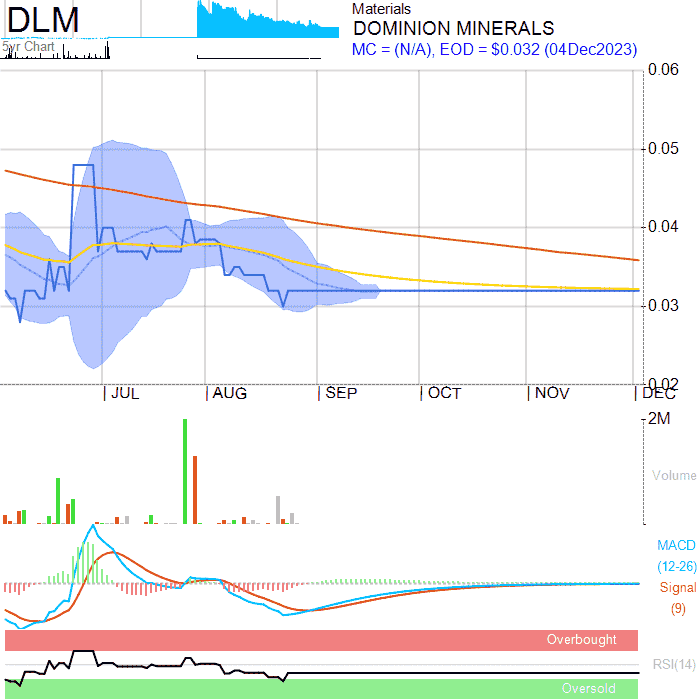 DLM
5yr Chart
Materials
DOMINION MINERALS
MC = (N/A), EOD = $0.032 (04Dec2023)
0.06
0.05
0.04
0.03
0.02
JUL AUG SEP OCT NOV DEC
2M
Volume
MACD
(12-26)
Signal
(9)
Overbought
RSI(14)
Oversold